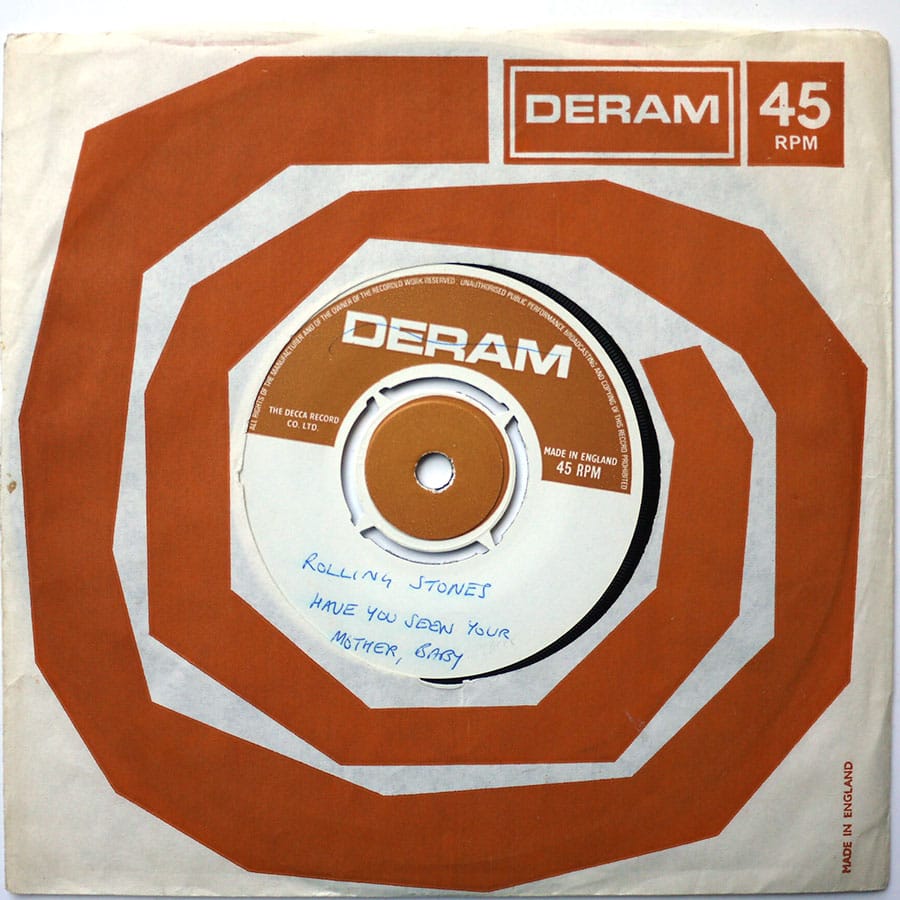 DERAM
45
RPM
ALL RIGHTS OF THE MANUFACTURER AND OF THE OWNER OF THE RECORDED WORK RESERVED. UNAUTHORISED PUBLIC PERFORMANCE BROADCASTING AND COPYING OF THIS RECORD PROHIBITED
DERAM
THE DECCA RECORD
CO. LTD.
MADE IN ENGLAND
45 RPM
ROLLING STONES
HAVE YOU SEEN YOUR
MOTHER, BABY
MADE IN ENGLAND